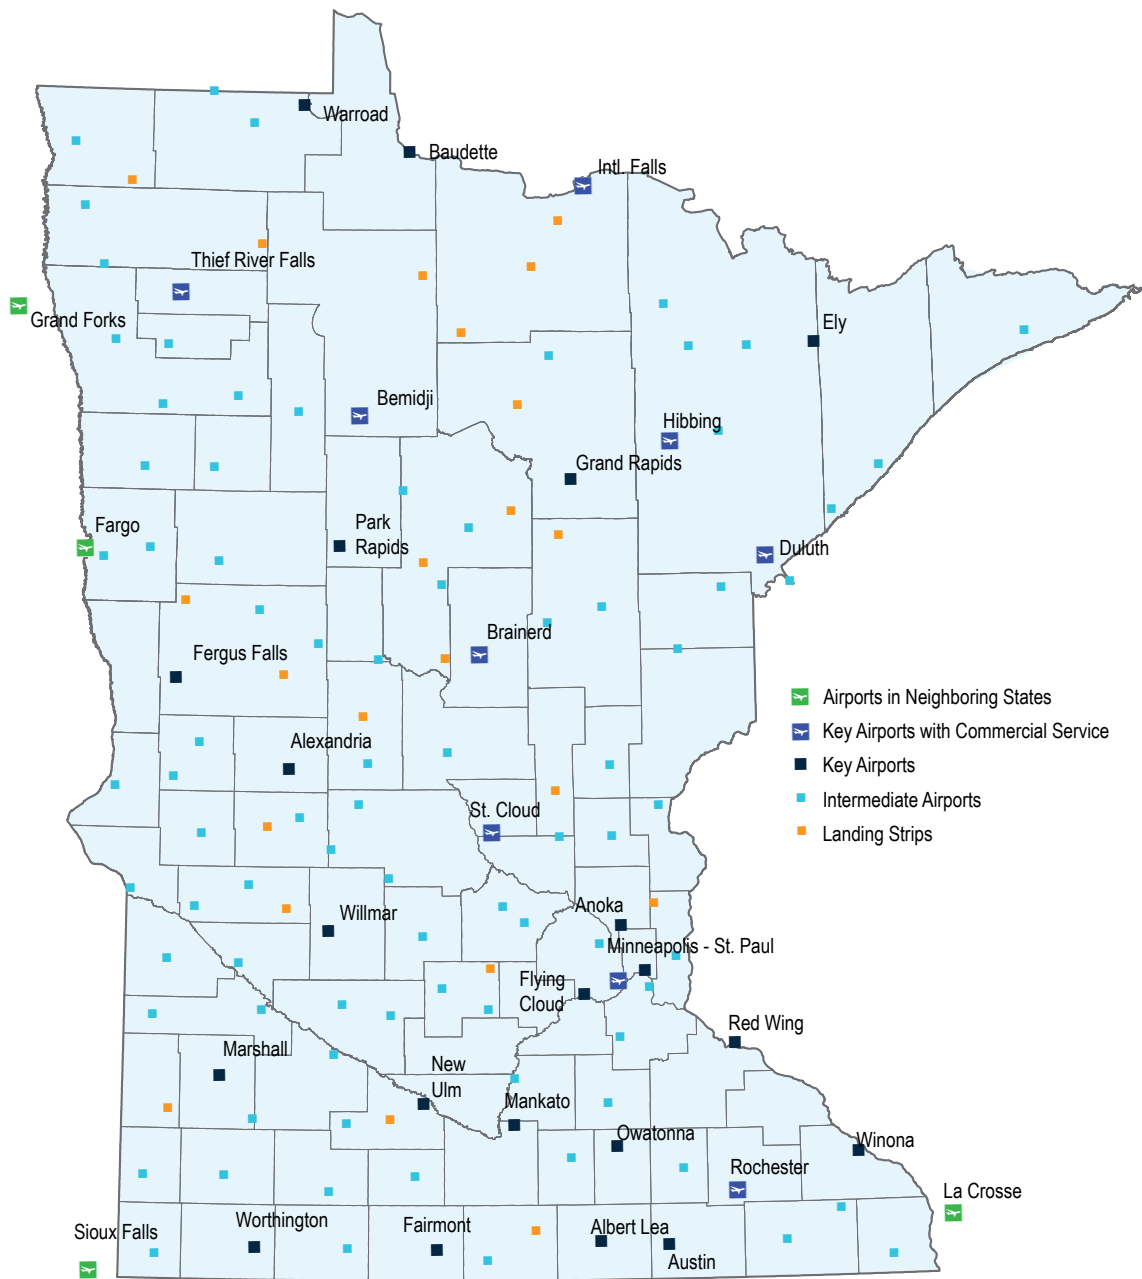 Warroad
Baudette
Intl. Falls
Thief River Falls
Grand Forks
Ely
Bemidji
Hibbing
Grand Rapids
Fargo
Park
Rapids
Duluth
Brainerd
Fergus Falls
Airports in Neighboring States
Key Airports with Commercial Service
Alexandria
Key Airports
Intermediate Airports
St. Cloud
Landing Strips
Anoka
Willmar
Minneapolis - St. Paul
Flying
Cloud
Red Wing
Marshall
New
Ulm
Mankato
Owatonna
Winona
Rochester
La Crosse
Sioux Falls
Worthington
Fairmont
Albert Lea
Austin